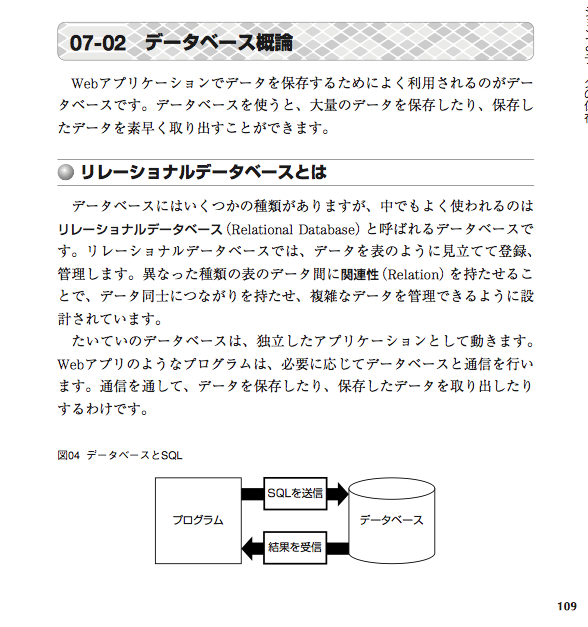 07-02 データベース概論
Webアプリケーションでデータを保存するためによく利用されるのがデー
タベースです。データベースを使うと、大量のデータを保存したり、保存し
たデータを素早く取り出すことができます。
リレーショナルデータベースとは
データベースにはいくつかの種類がありますが、中でもよく使われるのは
リレーショナルデータベース（Relational Database）と呼ばれるデータベースで
す。リレーショナルデータベースでは、データを表のように見立てて登録、
管理します。異なった種類の表のデータ間に関連性（Relation）を持たせるこ
とで、データ同士につながりを持たせ、複雑なデータを管理できるように設
計されています。
たいていのデータベースは、独立したアプリケーションとして動きます。
Webアプリのようなプログラムは、必要に応じてデータベースと通信を行い
ます。通信を通して、データを保存したり、保存したデータを取り出したり
するわけです。
図04 データベースとSQL
プログラム
SQLを送信
データベース
結果を受信
109